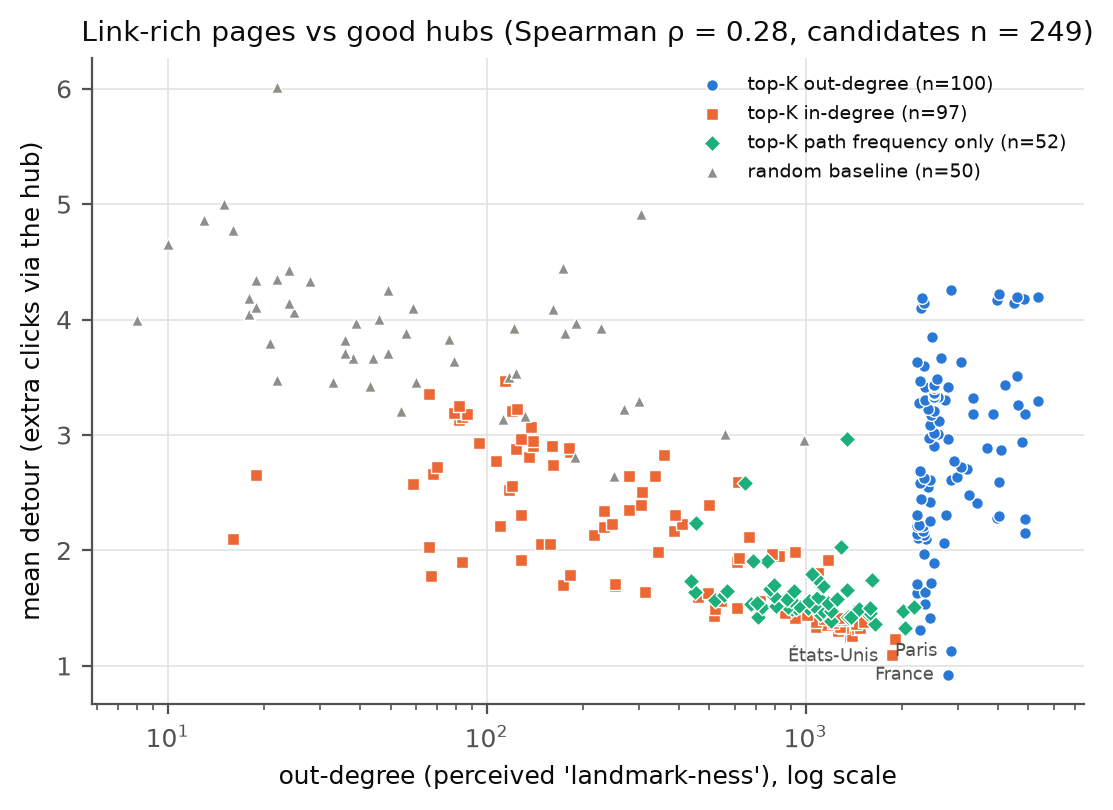 Link-rich pages vs good hubs (Spearman ρ = 0.28, candidates n = 249)
mean detour (extra clicks via the hub)
6
5
4
3
2
1
top-K out-degree (n=100)
top-K in-degree (n=97)
top-K path frequency only (n=52)
random baseline (n=50)
États-Unis
Paris
France
10¹
10²
10³
out-degree (perceived 'landmark-ness'), log scale